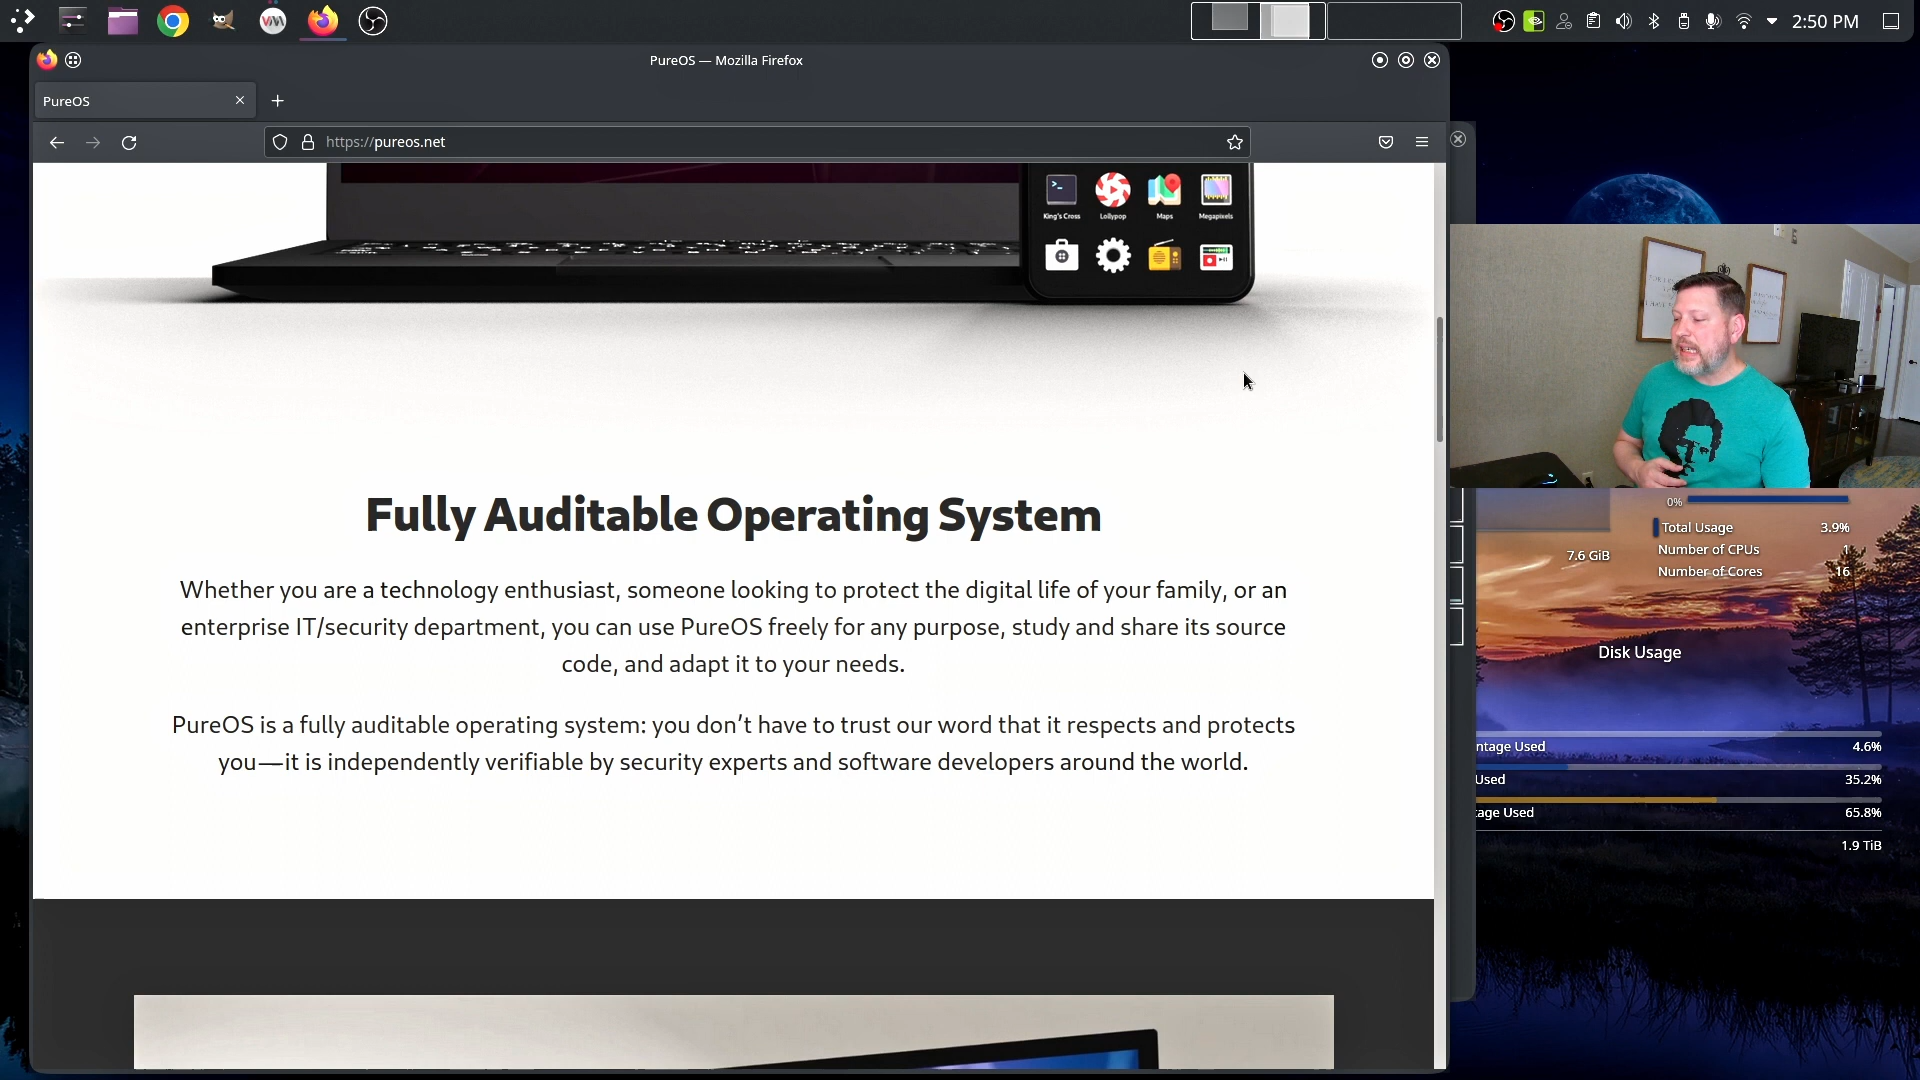 2:50 PM
PureOS — Mozilla Firefox
PureOS
https://pureos.net
King's Cross
Lollypop
Maps
Megapixels
Fully Auditable Operating System
Whether you are a technology enthusiast, someone looking to protect the digital life of your family, or an
enterprise IT/security department, you can use PureOS freely for any purpose, study and share its source
code, and adapt it to your needs.
PureOS is a fully auditable operating system: you don’t have to trust our word that it respects and protects
you—it is independently verifiable by security experts and software developers around the world.
0%
Total Usage 3.9%
7.6 GiB
Number of CPUs 1
Number of Cores 16
Disk Usage
ntage Used 4.6%
Used 35.2%
tage Used 65.8%
1.9 TiB